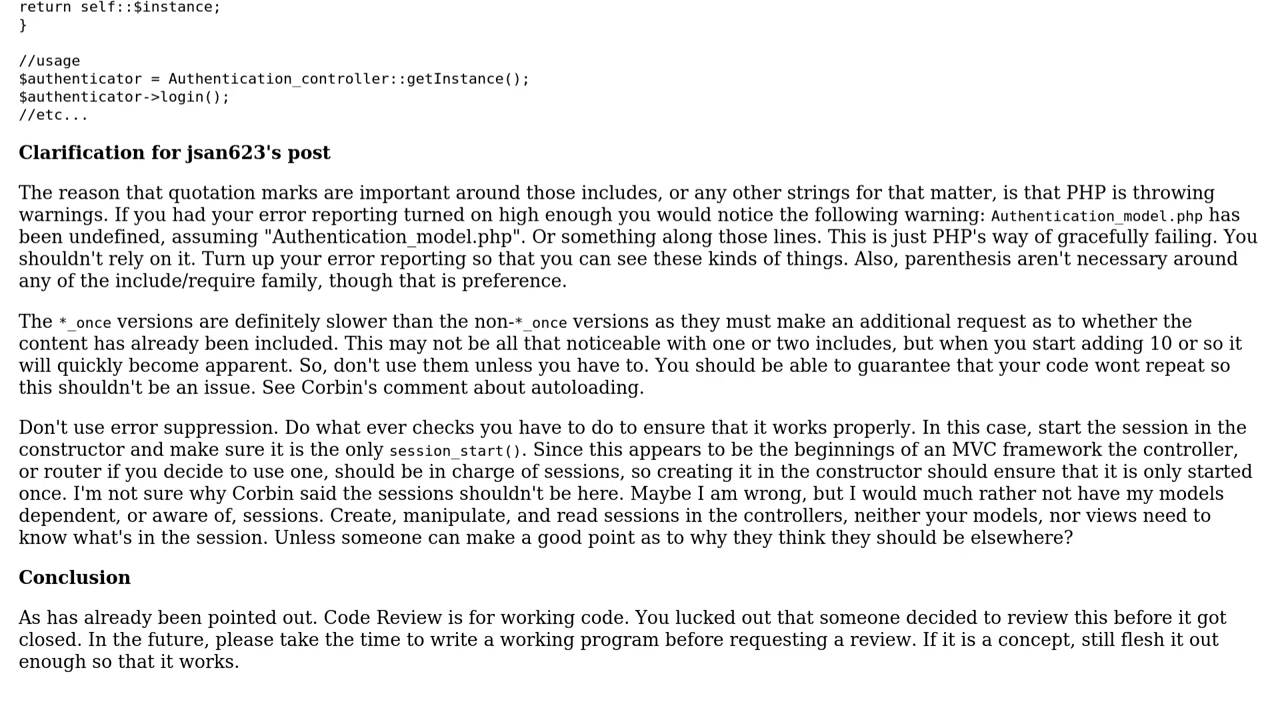 return self::$instance;
}
//usage
$authenticator = Authentication_controller::getInstance();
$authenticator->login();
//etc...
Clarification for jsan623's post
The reason that quotation marks are important around those includes, or any other strings for that matter, is that PHP is throwing
warnings. If you had your error reporting turned on high enough you would notice the following warning: Authentication_model.php has
been undefined, assuming "Authentication_model.php". Or something along those lines. This is just PHP's way of gracefully failing. You
shouldn't rely on it. Turn up your error reporting so that you can see these kinds of things. Also, parenthesis aren't necessary around
any of the include/require family, though that is preference.
The *_once versions are definitely slower than the non-*_once versions as they must make an additional request as to whether the
content has already been included. This may not be all that noticeable with one or two includes, but when you start adding 10 or so it
will quickly become apparent. So, don't use them unless you have to. You should be able to guarantee that your code wont repeat so
this shouldn't be an issue. See Corbin's comment about autoloading.
Don't use error suppression. Do what ever checks you have to do to ensure that it works properly. In this case, start the session in the
constructor and make sure it is the only session_start(). Since this appears to be the beginnings of an MVC framework the controller,
or router if you decide to use one, should be in charge of sessions, so creating it in the constructor should ensure that it is only started
once. I'm not sure why Corbin said the sessions shouldn't be here. Maybe I am wrong, but I would much rather not have my models
dependent, or aware of, sessions. Create, manipulate, and read sessions in the controllers, neither your models, nor views need to
know what's in the session. Unless someone can make a good point as to why they think they should be elsewhere?
Conclusion
As has already been pointed out. Code Review is for working code. You lucked out that someone decided to review this before it got
closed. In the future, please take the time to write a working program before requesting a review. If it is a concept, still flesh it out
enough so that it works.